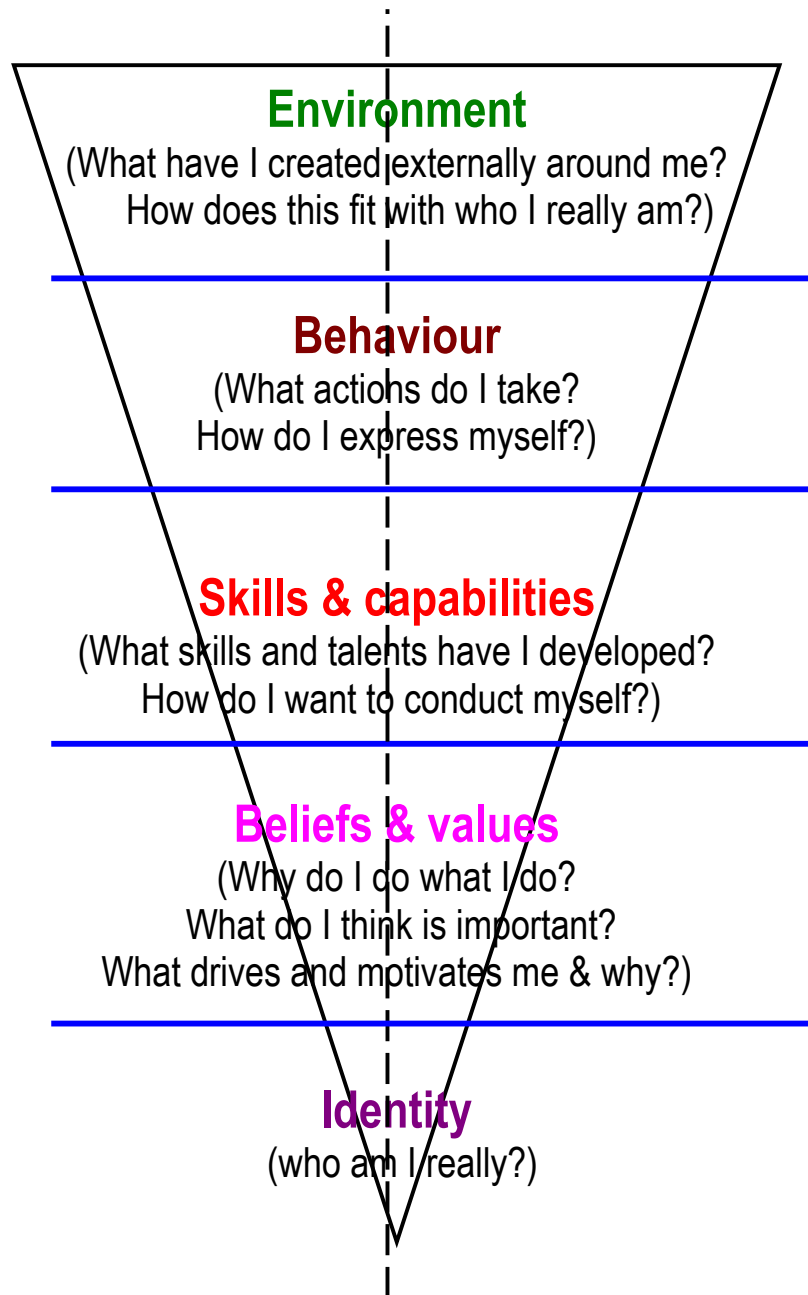 Environment
(What have I created externally around me?
How does this fit with who I really am?)
Behaviour
(What actions do I take?
How do I express myself?)
Skills & capabilities
(What skills and talents have I developed?
How do I want to conduct myself?)
Beliefs & values
(Why do I do what I do?
What do I think is important?
What drives and motivates me & why?)
Identity
(who am I really?)